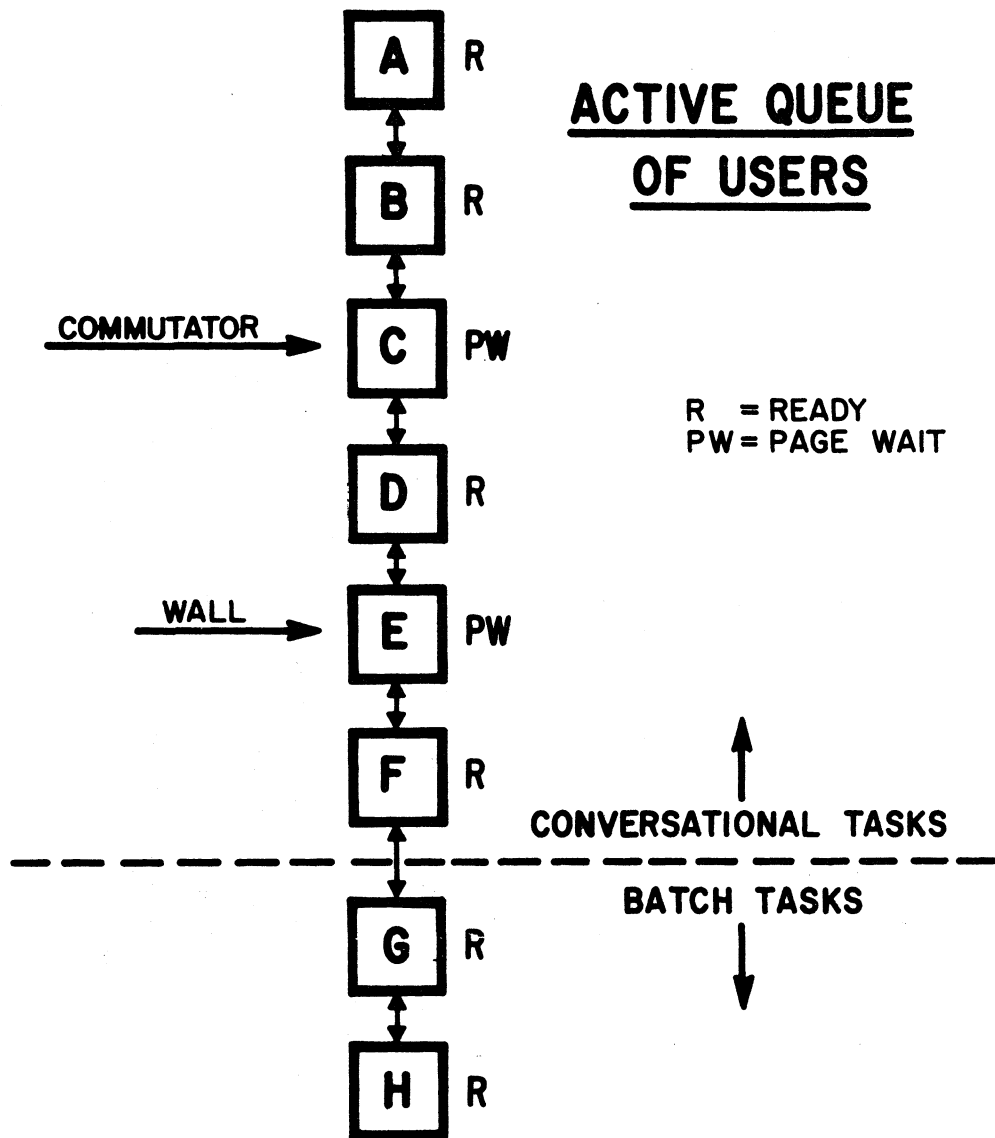 A R
ACTIVE QUEUE
OF USERS
B R
COMMUTATOR
C PW
R = READY
PW = PAGE WAIT
D R
WALL
E PW
F R
CONVERSATIONAL TASKS
BATCH TASKS
G R
H R